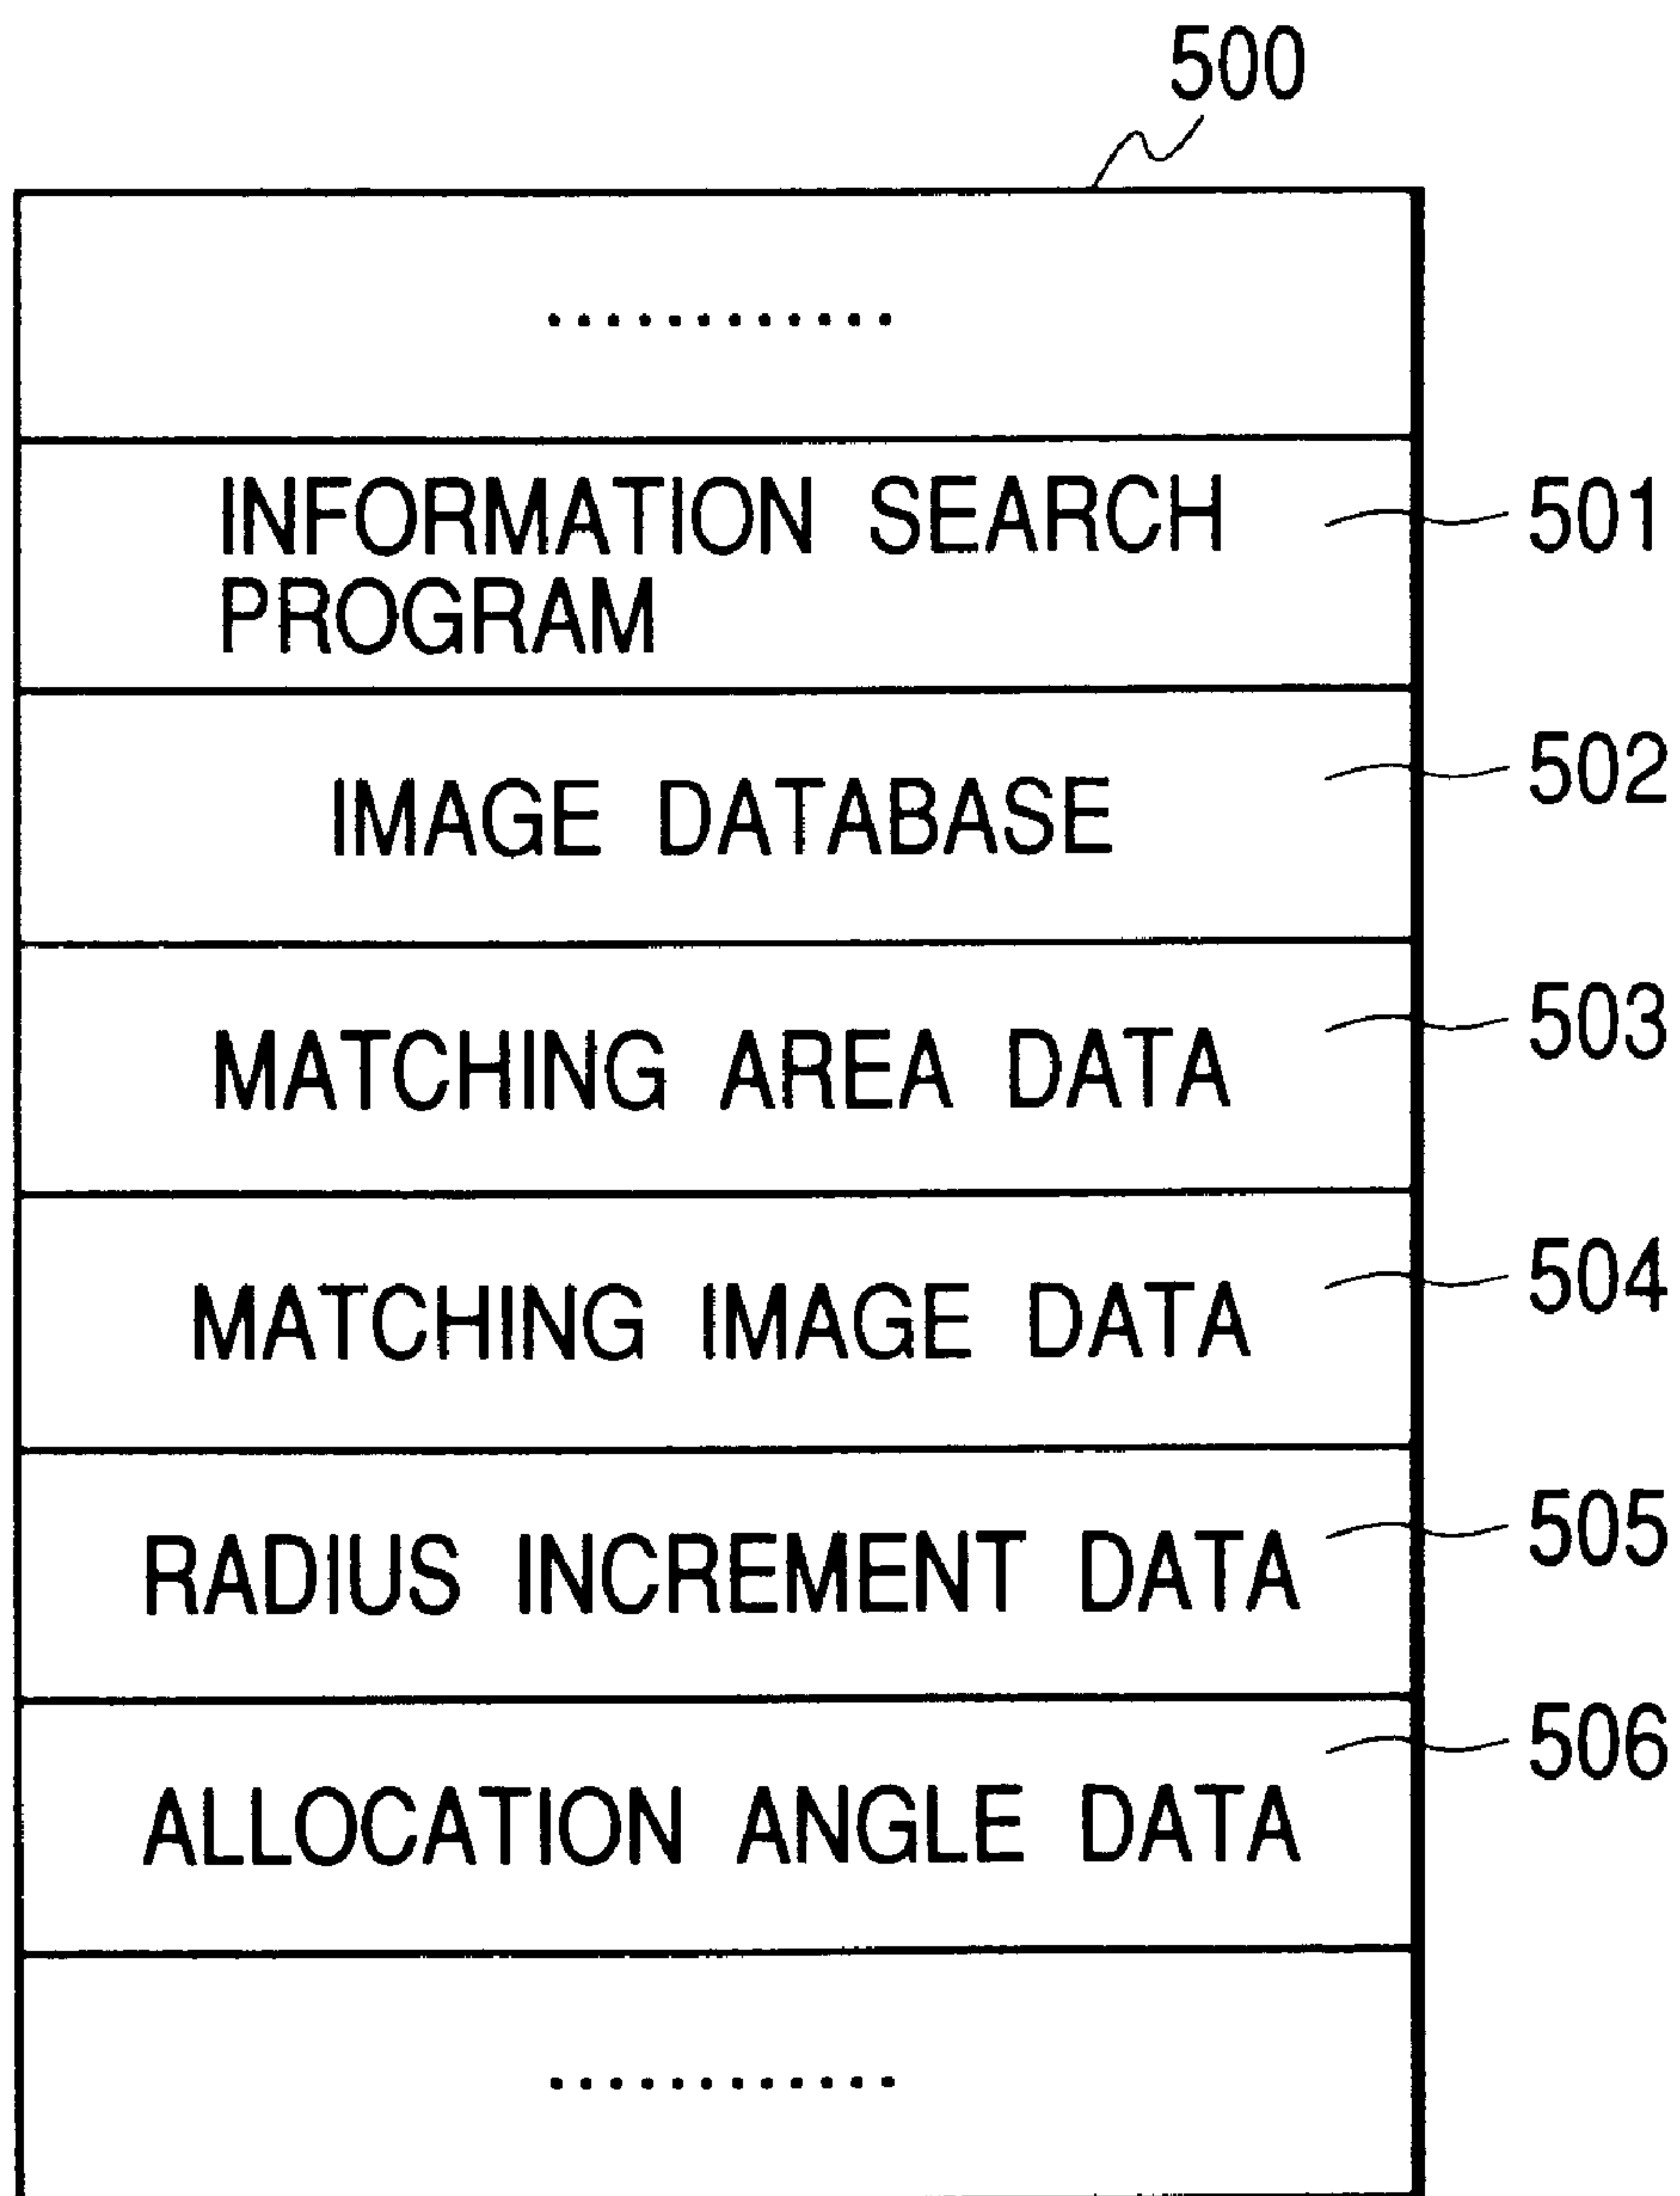 500
............
INFORMATION SEARCH
PROGRAM
501
IMAGE DATABASE
502
MATCHING AREA DATA
503
MATCHING IMAGE DATA
504
RADIUS INCREMENT DATA
505
ALLOCATION ANGLE DATA
506
............